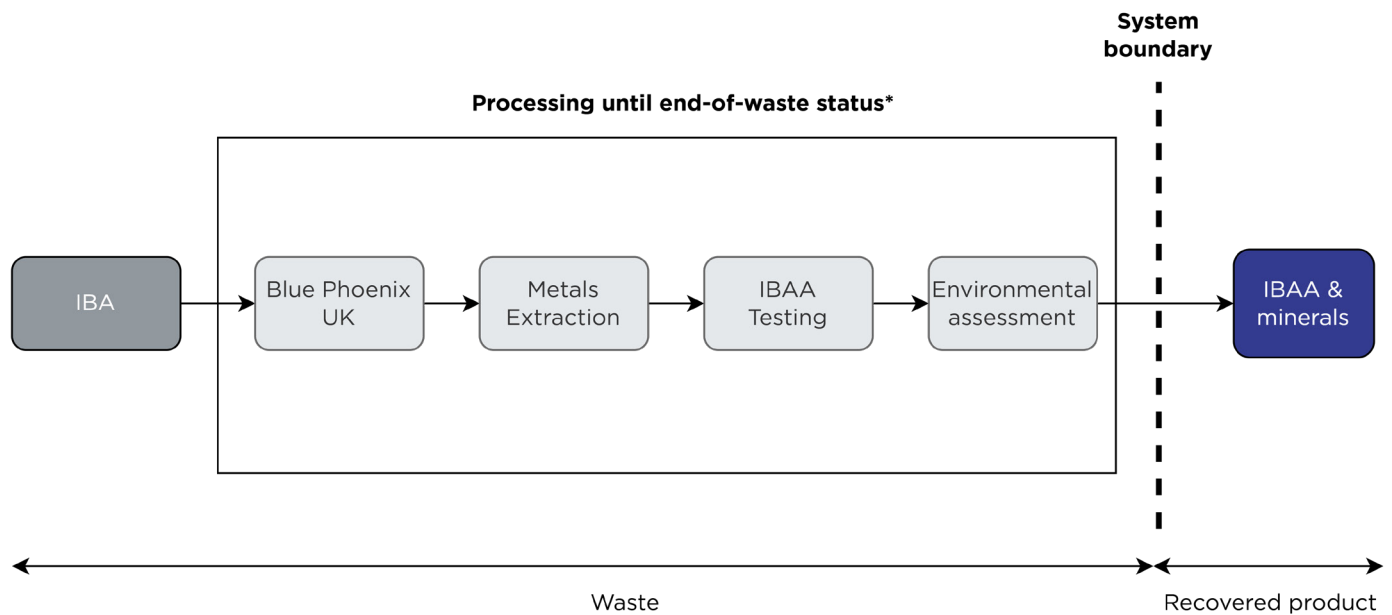 System
boundary
Processing until end-of-waste status*
IBA
Blue Phoenix
UK
Metals
Extraction
IBAA
Testing
Environmental
assessment
IBAA &
minerals
Waste
Recovered product